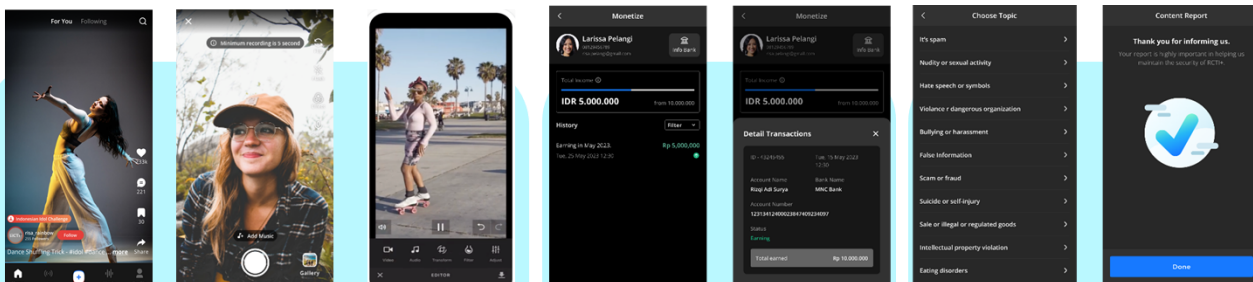 For You Following
233k
221
30
Indonesian Idol Challenge
risa_rainbow
Follow
Dance Shuffling Trick - #idol #dance ... more
Share
Minimum recording is 5 second
Add Music
Gallery
Video Audio Transform Filter Adjust
EDITOR
Monetize
Larissa Pelangi
Info Bank
Total Income
IDR 5.000.000 from 10.000.000
History Filter
Earning in May 2023: Rp 5,000,000
Tue, 25 May 2023 12:30
Monetize
Larissa Pelangi
Info Bank
Total Income
IDR 5.000.000 from 10.000.000
Detail Transactions
Tue, 15 May 2023
12:30
Account Name Bank Name
Rizqi Adi Surya MNC Bank
Account Number
Status
Earning
Total earned Rp 10.000.000
Choose Topic
It's spam
Nudity or sexual activity
Hate speech or symbols
Violance r dangerous organization
Bullying or harassment
False Information
Scam or fraud
Suicide or self-injury
Sale or illegal or regulated goods
Intellectual property violation
Eating disorders
Content Report
Thank you for informing us.
Your report is highly important in helping us
maintain the security of RCTI+.
Done